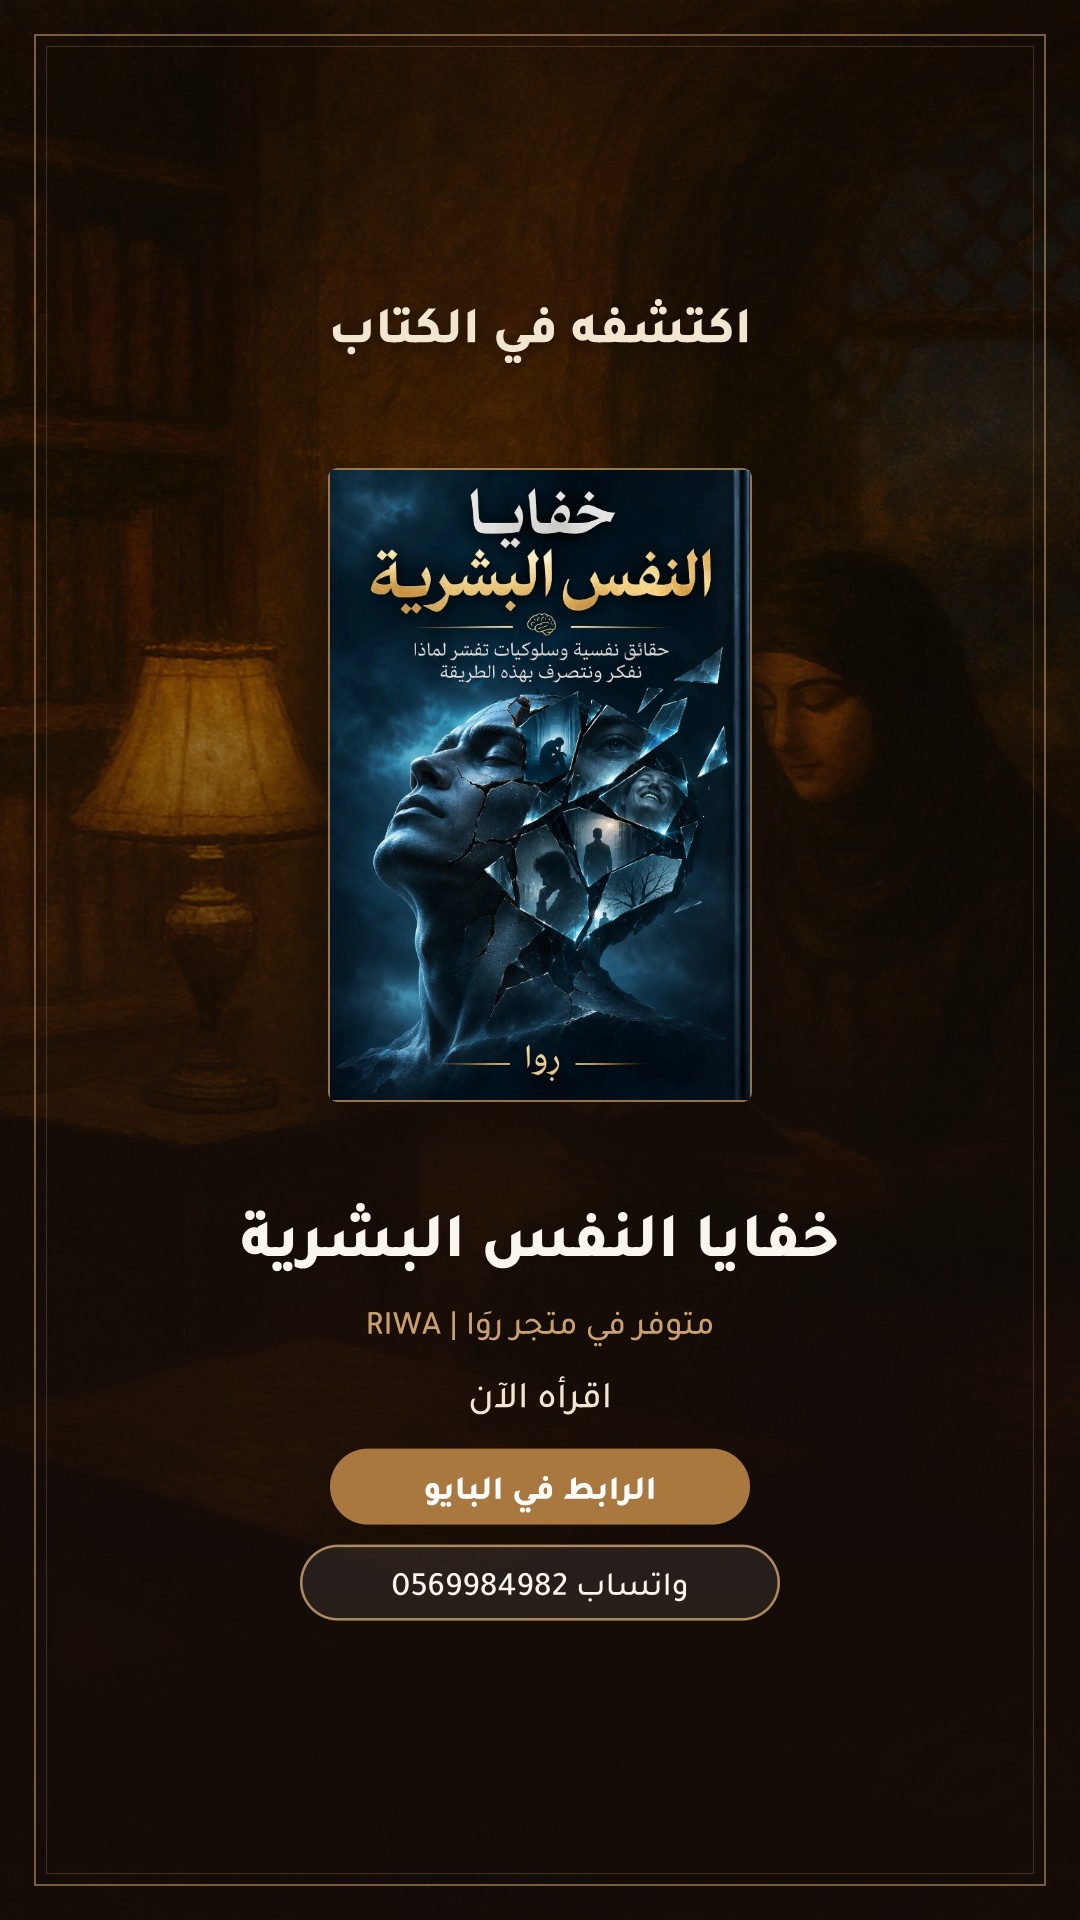 اكتشفه في الكتاب
خفايا
النفس البشرية
حقائق نفسية وسلوكيات تفسّر لماذا
نفكر ونتصرف بهذه الطريقة
روا
خفايا النفس البشرية
متوفر في متجر روَا | RIWA
اقرأه الآن
الرابط في البايو
واتساب 0569984982